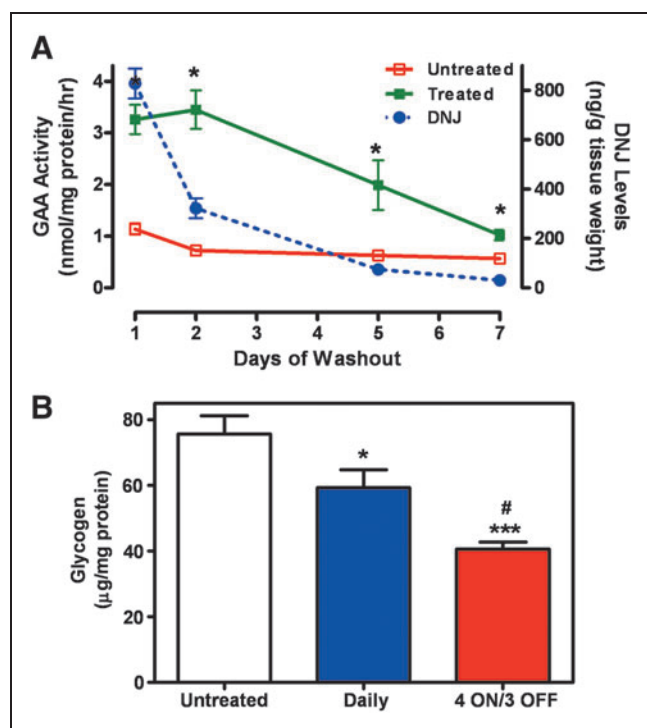 A
Untreated
Treated
DNJ
GAA Activity
(nmol/mg protein/hr)
4
3
2
1
0
*
*
*
*
800
600
400
200
0
DNJ Levels
(ng/g tissue weight)
1 2 3 4 5 6 7
Days of Washout
B
Glycogen
(µg/mg protein)
80
60
40
20
0
*
#
***
Untreated Daily 4 ON/3 OFF